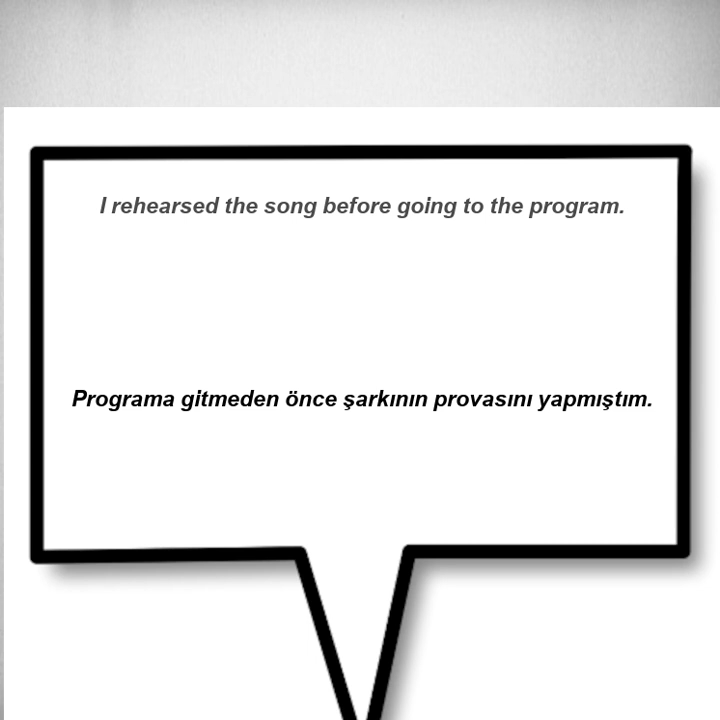 I rehearsed the song before going to the program.
Programa gitmeden önce şarkının provasını yapmıştım.